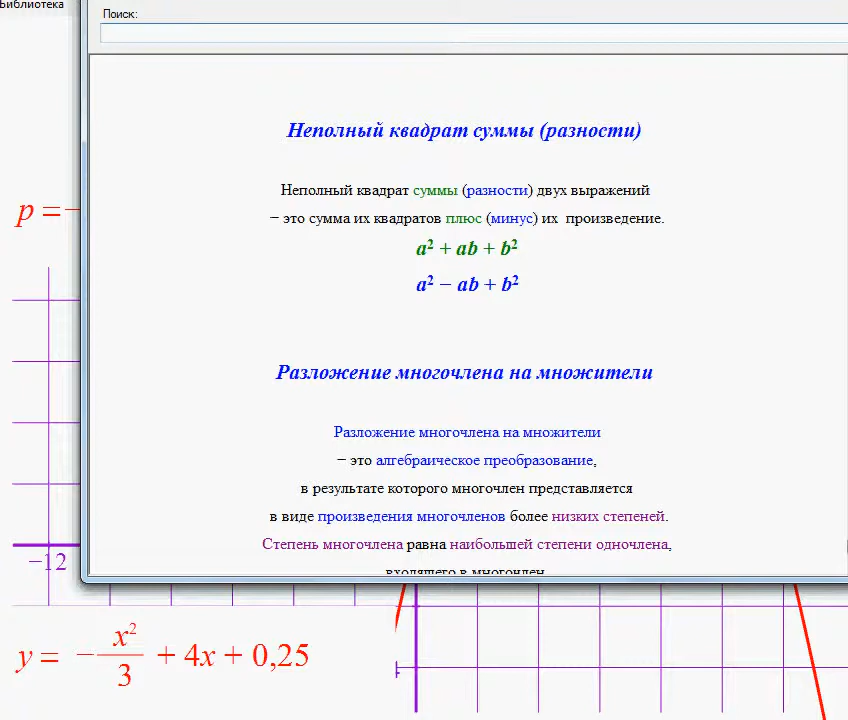 Библиотека
Поиск:
Неполный квадрат суммы (разности)
Неполный квадрат суммы (разности) двух выражений
− это сумма их квадратов плюс (минус) их произведение.
a² + ab + b²
a² − ab + b²
p = −
Разложение многочлена на множители
Разложение многочлена на множители
− это алгебраическое преобразование,
в результате которого многочлен представляется
в виде произведения многочленов более низких степеней.
Степень многочлена равна наибольшей степени одночлена,
входящего в многочлен
−12
y = −x²/3 + 4x + 0,25